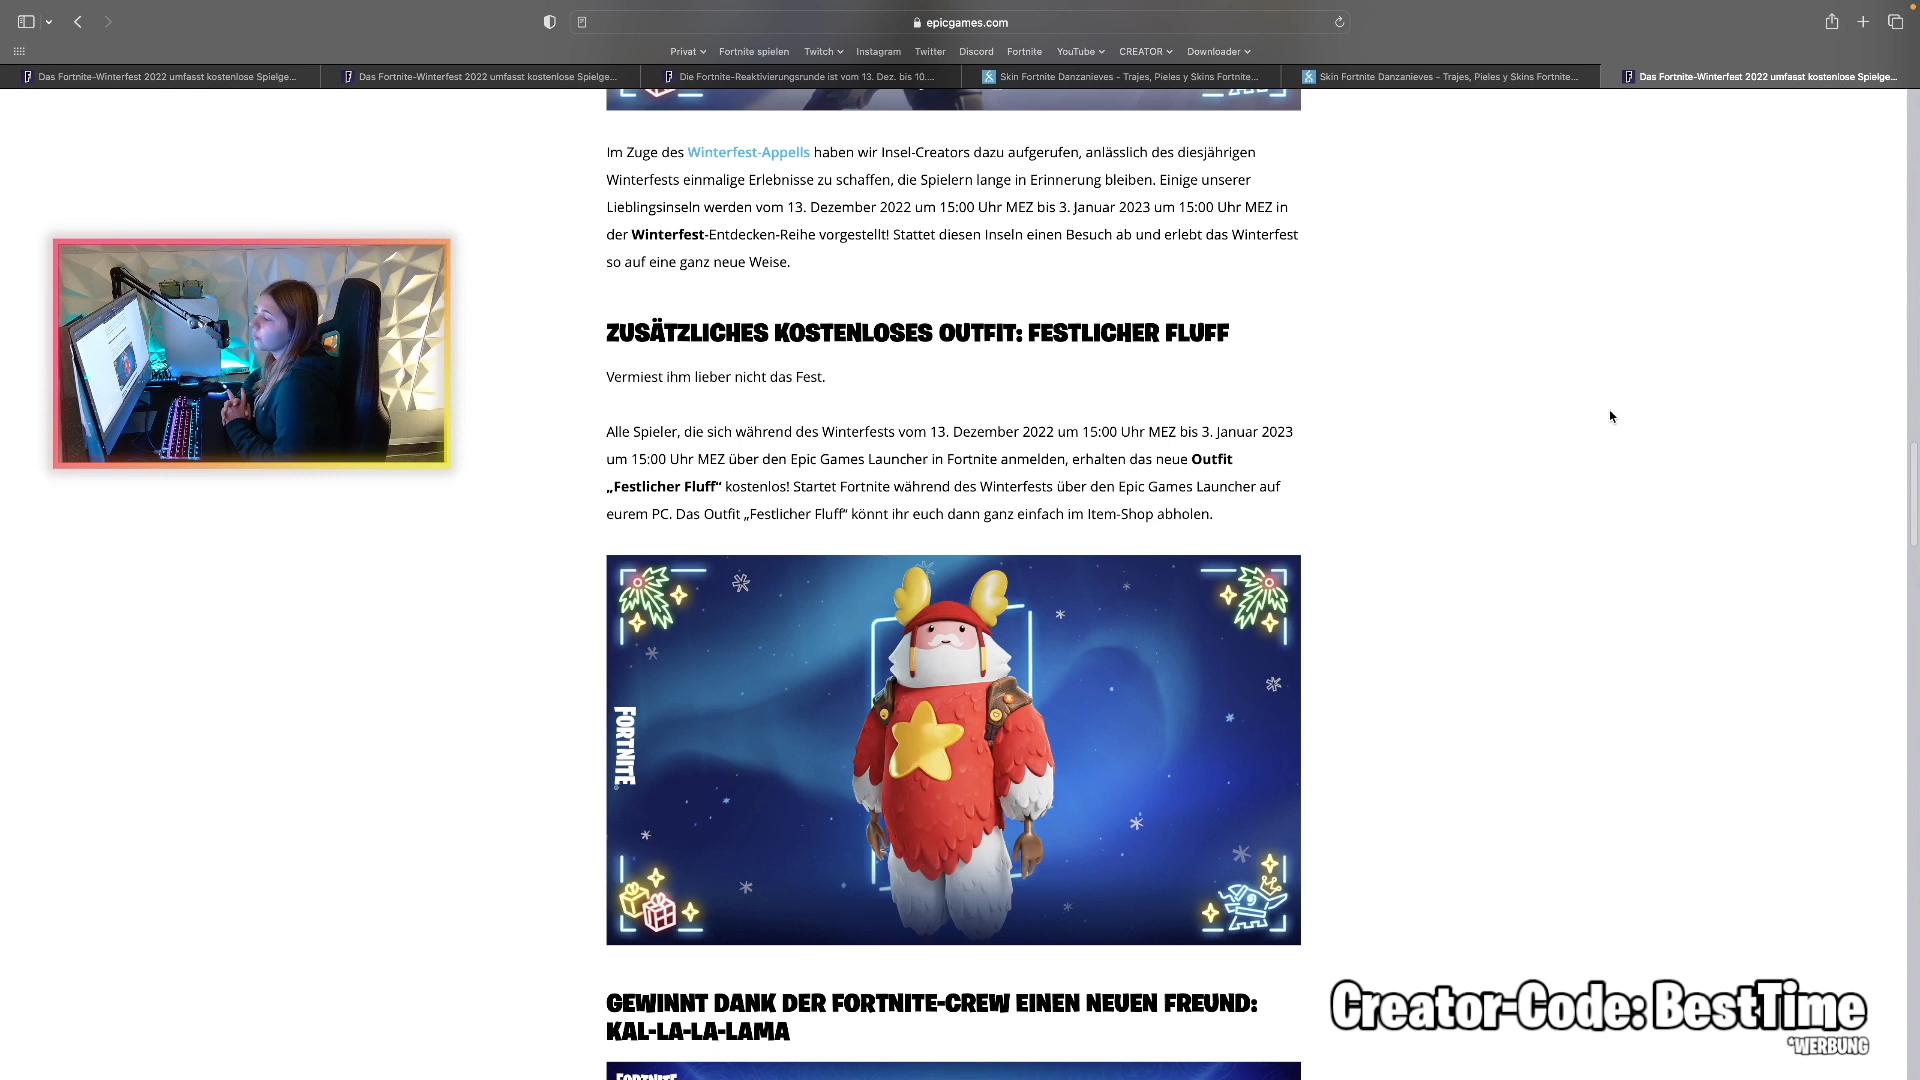 epicgames.com
Privat Fortnite spielen Twitch Instagram Twitter Discord Fortnite YouTube CREATOR Downloader
Das Fortnite-Winterfest 2022 umfasst kostenlose Spielge... Das Fortnite-Winterfest 2022 umfasst kostenlose Spielge... Die Fortnite-Reaktivierungsrunde ist vom 13. Dez. bis 10.... Skin Fortnite Danzanieves - Trajes, Pieles y Skins Fortnite... Skin Fortnite Danzanieves - Trajes, Pieles y Skins Fortnite... Das Fortnite-Winterfest 2022 umfasst kostenlose Spielge...
Im Zuge des Winterfest-Appells haben wir Insel-Creators dazu aufgerufen, anlässlich des diesjährigen
Winterfests einmalige Erlebnisse zu schaffen, die Spielern lange in Erinnerung bleiben. Einige unserer
Lieblingsinseln werden vom 13. Dezember 2022 um 15:00 Uhr MEZ bis 3. Januar 2023 um 15:00 Uhr MEZ in
der Winterfest-Entdecken-Reihe vorgestellt! Stattet diesen Inseln einen Besuch ab und erlebt das Winterfest
so auf eine ganz neue Weise.
ZUSÄTZLICHES KOSTENLOSES OUTFIT: FESTLICHER FLUFF
Vermiest ihm lieber nicht das Fest.
Alle Spieler, die sich während des Winterfests vom 13. Dezember 2022 um 15:00 Uhr MEZ bis 3. Januar 2023
um 15:00 Uhr MEZ über den Epic Games Launcher in Fortnite anmelden, erhalten das neue Outfit
„Festlicher Fluff“ kostenlos! Startet Fortnite während des Winterfests über den Epic Games Launcher auf
eurem PC. Das Outfit „Festlicher Fluff“ könnt ihr euch dann ganz einfach im Item-Shop abholen.
FORTNITE
GEWINNT DANK DER FORTNITE-CREW EINEN NEUEN FREUND:
KAL-LA-LA-LAMA
FORTNITE
Creator-Code: BestTime
*WERBUNG